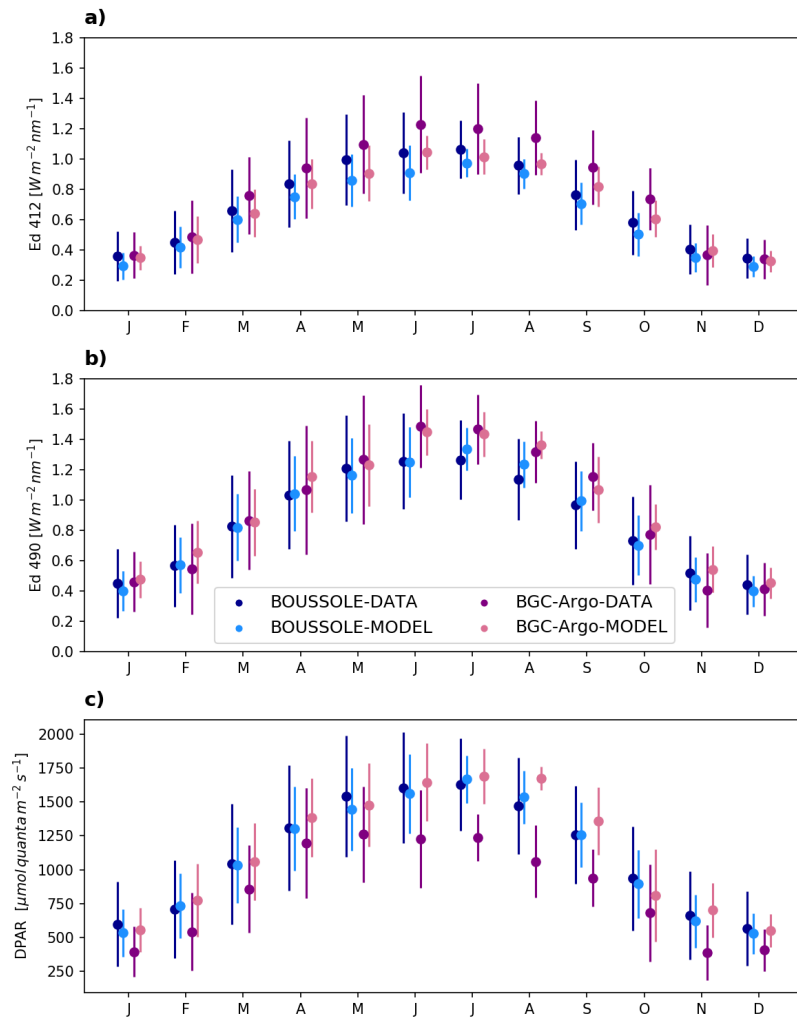 a)
Ed 412 [W m⁻² nm⁻¹]
1.8
1.6
1.4
1.2
1.0
0.8
0.6
0.4
0.2
0.0
J F M A M J J A S O N D
b)
Ed 490 [W m⁻² nm⁻¹]
1.8
1.6
1.4
1.2
1.0
0.8
0.6
0.4
0.2
0.0
BOUSSOLE-DATA BGC-Argo-DATA
BOUSSOLE-MODEL BGC-Argo-MODEL
J F M A M J J A S O N D
c)
DPAR [μmol quanta m⁻² s⁻¹]
2000
1750
1500
1250
1000
750
500
250
J F M A M J J A S O N D